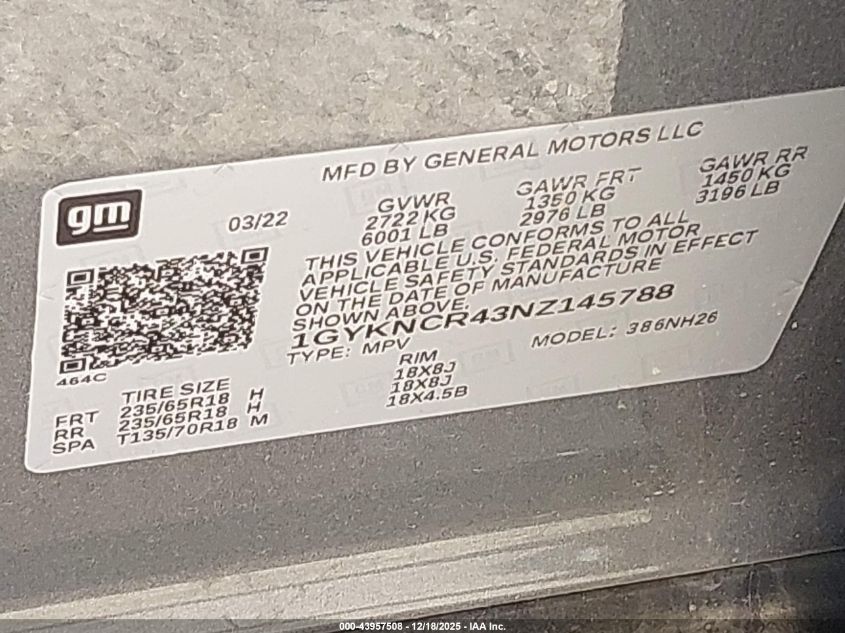 MFD BY GENERAL MOTORS LLC
gm
03/22
GVWR
2722 KG
6001 LB
GAWR FRT
1350 KG
2976 LB
GAWR RR
1450 KG
3196 LB
THIS VEHICLE CONFORMS TO ALL
APPLICABLE U.S. FEDERAL MOTOR
VEHICLE SAFETY STANDARDS IN EFFECT
ON THE DATE OF MANUFACTURE
SHOWN ABOVE.
1GYKNCR43NZ145788
TYPE: MPV
MODEL: 386NH26
464C
TIRE SIZE
RIM
FRT 235/65R18 H 18X8J
RR 235/65R18 H 18X8J
SPA T135/70R18 M 18X4.5B
000-43957508 - 12/18/2025 - IAA Inc.